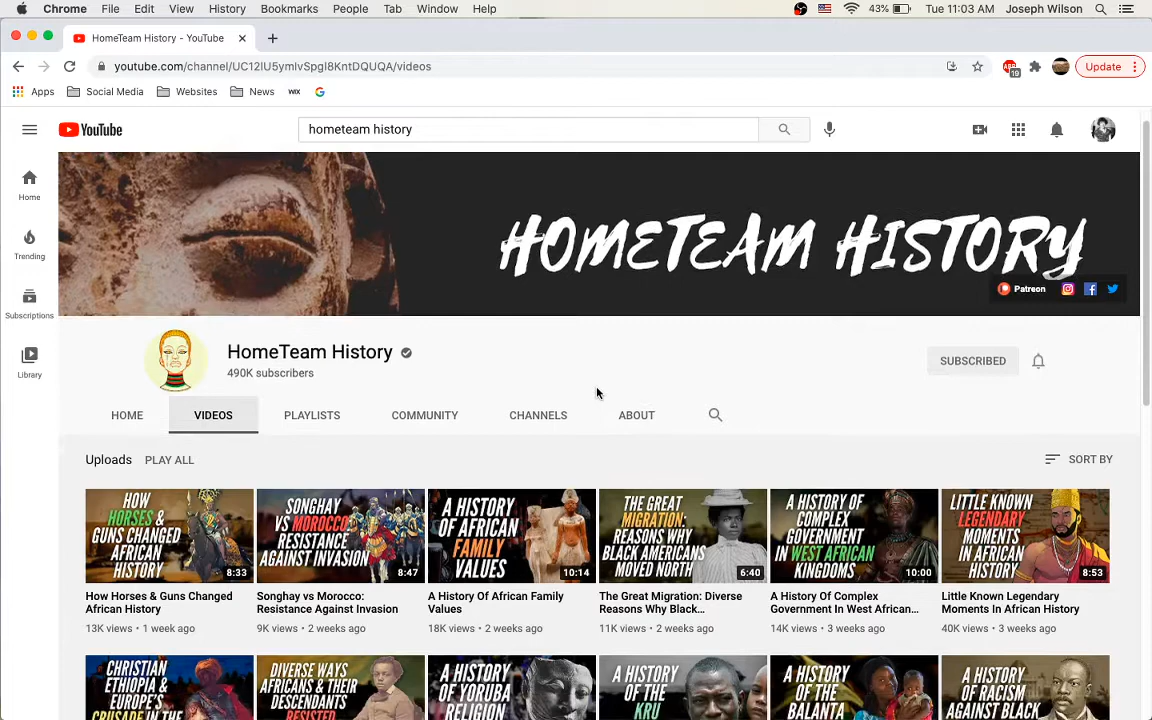 Chrome File Edit View History Bookmarks People Tab Window Help 43% Tue 11:03 AM Joseph Wilson
HomeTeam History - YouTube
youtube.com/channel/UC12lU5ymIvSpgl8KntDQUQA/videos 19 Update
Apps Social Media Websites News WIX G
YouTube hometeam history
HOMETEAM HISTORY
Patreon
Home
Trending
Subscriptions
Library
HomeTeam History
490K subscribers
SUBSCRIBED
HOME VIDEOS PLAYLISTS COMMUNITY CHANNELS ABOUT
Uploads PLAY ALL SORT BY
HOW
HORSES &
GUNS CHANGED
AFRICAN
HISTORY
8:33
How Horses & Guns Changed
African History
13K views • 1 week ago
SONGHAY
VS MOROCCO:
RESISTANCE
AGAINST INVASION
8:47
Songhay vs Morocco:
Resistance Against Invasion
9K views • 2 weeks ago
A HISTORY
OF AFRICAN
FAMILY
VALUES
10:14
A History Of African Family
Values
18K views • 2 weeks ago
THE GREAT
MIGRATION:
REASONS WHY
BLACK AMERICANS
MOVED NORTH
6:40
The Great Migration: Diverse
Reasons Why Black...
11K views • 2 weeks ago
A HISTORY OF
COMPLEX
GOVERNMENT
IN WEST AFRICAN
KINGDOMS
10:00
A History Of Complex
Government In West African...
14K views • 3 weeks ago
LITTLE KNOWN
LEGENDARY
MOMENTS
IN AFRICAN
HISTORY
8:53
Little Known Legendary
Moments In African History
40K views • 3 weeks ago
CHRISTIAN
ETHIOPIA &
EUROPE'S
CRUSADE IN THE
DIVERSE WAYS
AFRICANS & THEIR
DESCENDANTS
RESISTED
A HISTORY
OF YORUBA
RELIGION
A HISTORY
OF THE
KRU
A HISTORY
OF THE
BALANTA
A HISTORY
OF RACISM
AGAINST BLACK